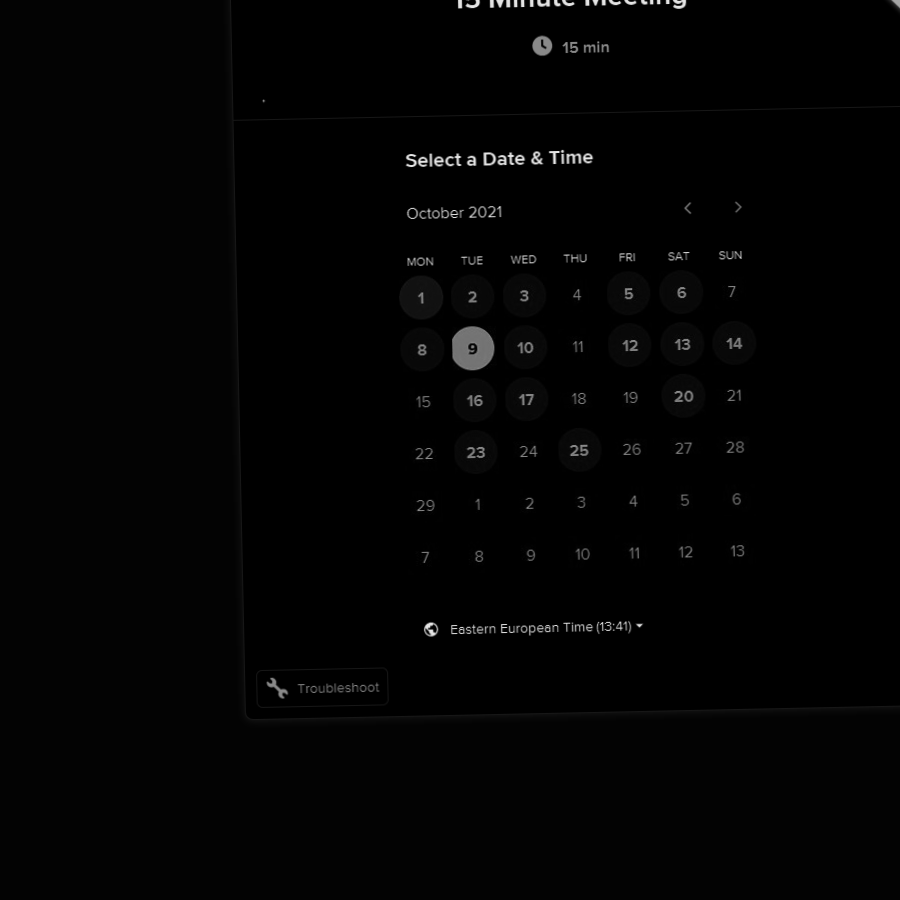 15 Minute Meeting
15 min
Select a Date & Time
October 2021
MON TUE WED THU FRI SAT SUN
1 2 3 4 5 6 7
8 9 10 11 12 13 14
15 16 17 18 19 20 21
22 23 24 25 26 27 28
29 1 2 3 4 5 6
7 8 9 10 11 12 13
Eastern European Time (13:41)
Troubleshoot